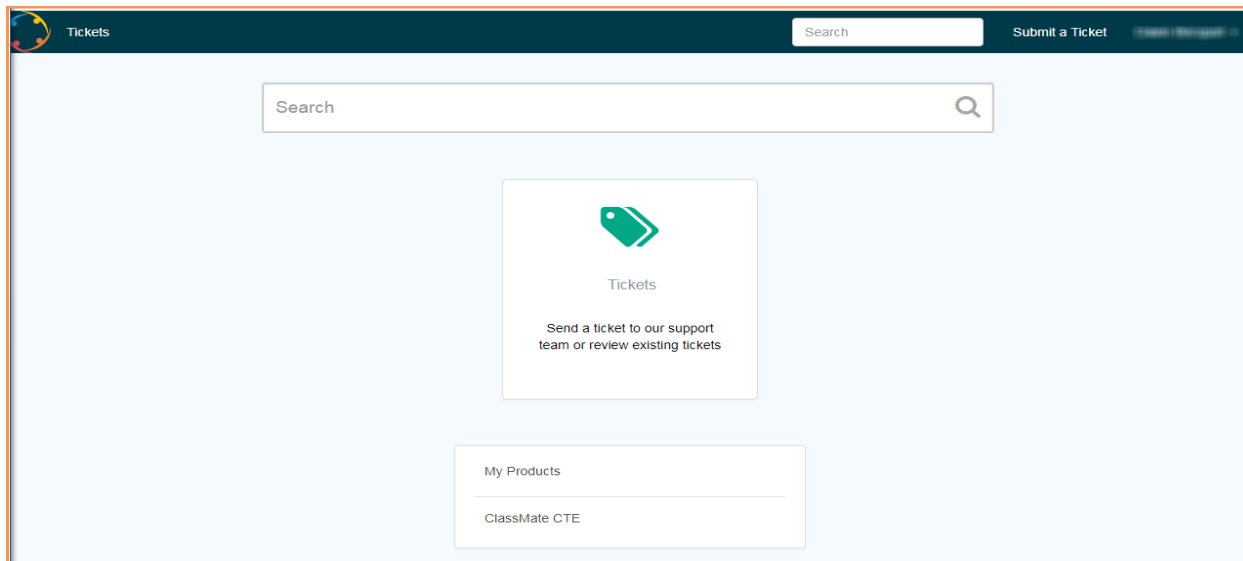 Tickets
Search
Submit a Ticket
Search
Tickets
Send a ticket to our support
team or review existing tickets
My Products
ClassMate CTE